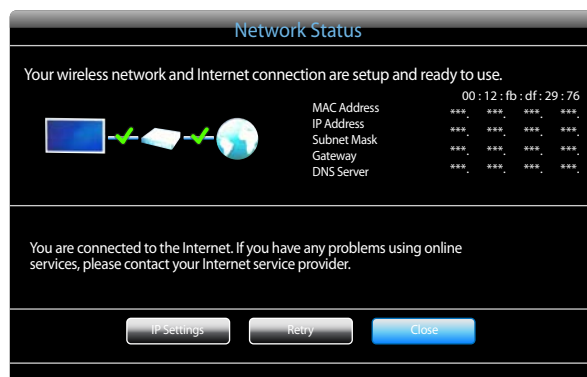 Network Status
Your wireless network and Internet connection are setup and ready to use.
MAC Address 00 : 12 : fb : df : 29 : 76
IP Address ***. ***. ***. ***.
Subnet Mask ***. ***. ***. ***.
Gateway ***. ***. ***. ***.
DNS Server ***. ***. ***. ***.
You are connected to the Internet. If you have any problems using online
services, please contact your Internet service provider.
IP Settings Retry Close